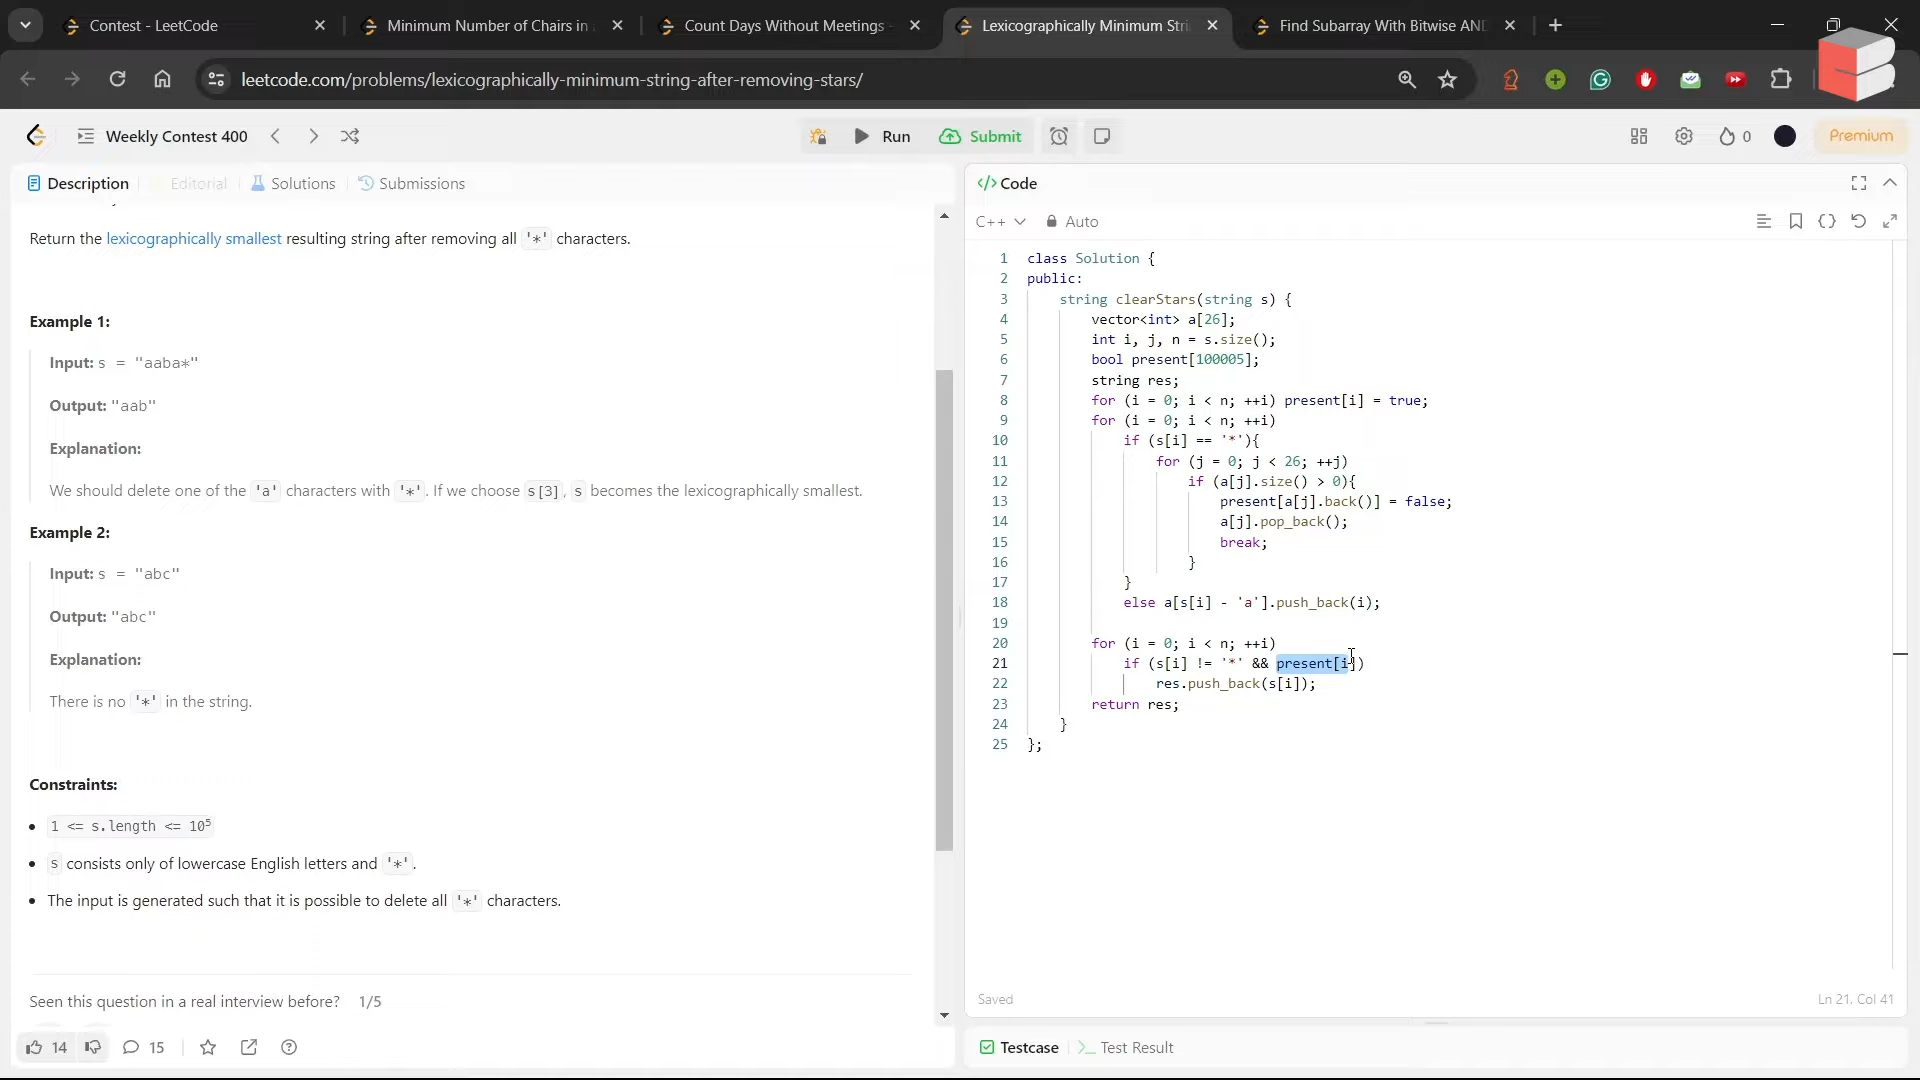 Contest - LeetCode
Minimum Number of Chairs in
Count Days Without Meetings
Lexicographically Minimum Stri
Find Subarray With Bitwise AND
leetcode.com/problems/lexicographically-minimum-string-after-removing-stars/
Weekly Contest 400
Run
Submit
0
Premium
Description
Editorial
Solutions
Submissions
Return the lexicographically smallest resulting string after removing all '*' characters.
Example 1:
Input: s = "aaba*"
Output: "aab"
Explanation:
We should delete one of the 'a' characters with '*'. If we choose s[3], s becomes the lexicographically smallest.
Example 2:
Input: s = "abc"
Output: "abc"
Explanation:
There is no '*' in the string.
Constraints:
• 1 <= s.length <= 10⁵
• s consists only of lowercase English letters and '*'.
• The input is generated such that it is possible to delete all '*' characters.
Seen this question in a real interview before? 1/5
14
15
</> Code
C++
Auto
1 class Solution {
2 public:
3     string clearStars(string s) {
4         vector<int> a[26];
5         int i, j, n = s.size();
6         bool present[100005];
7         string res;
8         for (i = 0; i < n; ++i) present[i] = true;
9         for (i = 0; i < n; ++i)
10             if (s[i] == '*'){
11                 for (j = 0; j < 26; ++j)
12                     if (a[j].size() > 0){
13                         present[a[j].back()] = false;
14                         a[j].pop_back();
15                         break;
16                     }
17             }
18             else a[s[i] - 'a'].push_back(i);
19
20         for (i = 0; i < n; ++i)
21             if (s[i] != '*' && present[i])
22                 res.push_back(s[i]);
23         return res;
24     }
25 };
Saved
Ln 21, Col 41
Testcase
Test Result